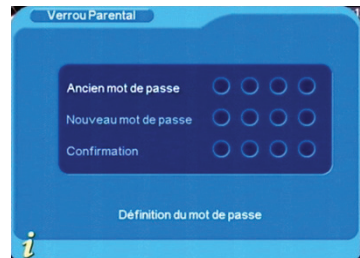 Verrou Parental
Ancien mot de passe
Nouveau mot de passe
Confirmation
Définition du mot de passe
i